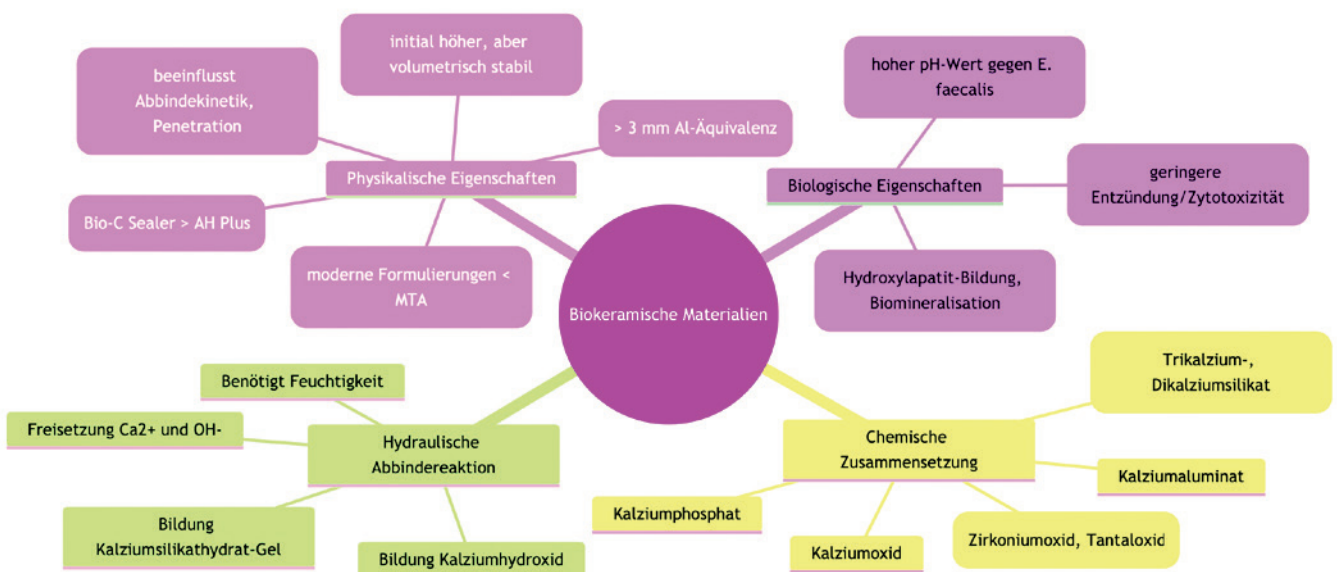 initial höher, aber
volumetrisch stabil
beeinflusst
Abbindekinetik,
Penetration
> 3 mm Al-Äquivalenz
Physikalische Eigenschaften
Bio-C Sealer > AH Plus
moderne Formulierungen <
MTA
hoher pH-Wert gegen E.
faecalis
Biologische Eigenschaften
geringere
Entzündung/Zytotoxizität
Hydroxylapatit-Bildung,
Biomineralisation
Biokeramische Materialien
Benötigt Feuchtigkeit
Freisetzung Ca2+ und OH-
Hydraulische
Abbindereaktion
Bildung
Kalziumsilikathydrat-Gel
Bildung Kalziumhydroxid
Trikalzium-,
Dikalziumsilikat
Chemische
Zusammensetzung
Kalziumaluminat
Kalziumphosphat
Kalziumoxid
Zirkoniumoxid, Tantaloxid